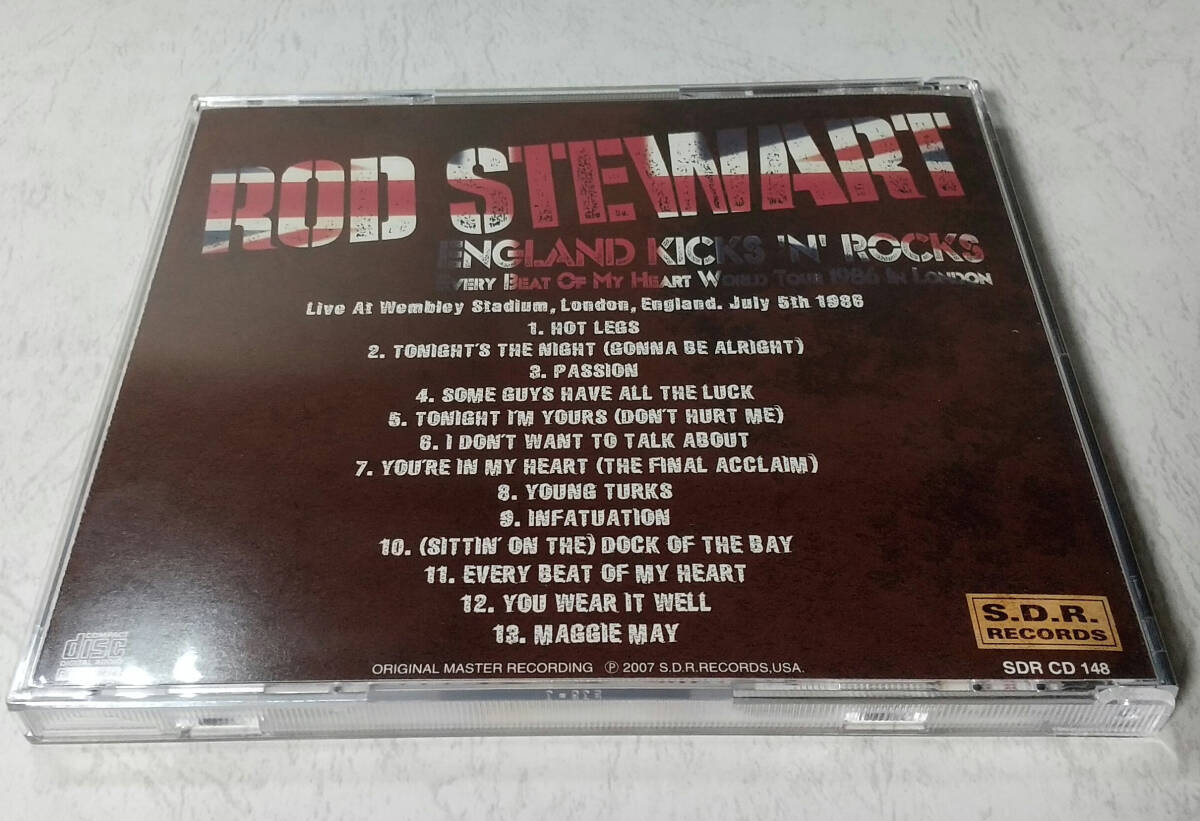 ROD STEWART
ENGLAND KICKS 'N' ROCKS
EVERY BEAT OF MY HEART WORLD TOUR 1986 IN LONDON
Live At Wembley Stadium, London, England. July 5th 1986
1. HOT LEGS
2. TONIGHT'S THE NIGHT (GONNA BE ALRIGHT)
3. PASSION
4. SOME GUYS HAVE ALL THE LUCK
5. TONIGHT I'M YOURS (DON'T HURT ME)
6. I DON'T WANT TO TALK ABOUT
7. YOU'RE IN MY HEART (THE FINAL ACCLAIM)
8. YOUNG TURKS
9. INFATUATION
10. (SITTIN' ON THE) DOCK OF THE BAY
11. EVERY BEAT OF MY HEART
12. YOU WEAR IT WELL
13. MAGGIE MAY
S.D.R.
RECORDS
COMPACT
disc
DIGITAL AUDIO
ORIGINAL MASTER RECORDING ℗ 2007 S.D.R.RECORDS,USA.
SDR CD 148